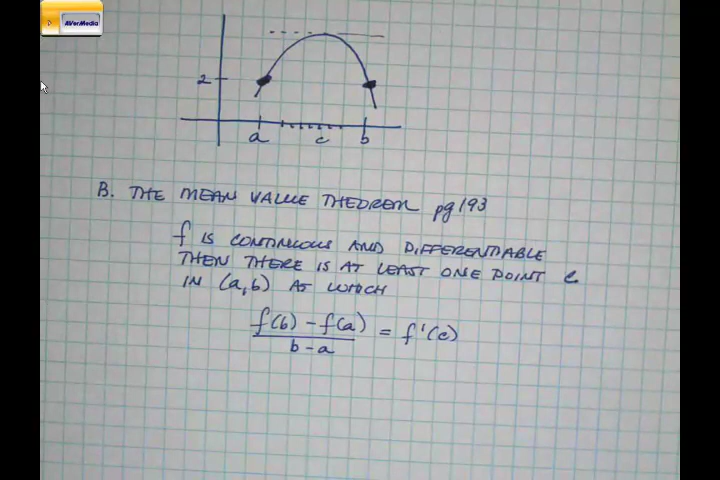 AVerMedia
2
a c b
B. THE MEAN VALUE THEOREM pg 193
f IS CONTINUOUS AND DIFFERENTIABLE
THEN THERE IS AT LEAST ONE POINT C
IN (a,b) AT WHICH
f(b) - f(a)
b - a
= f'(c)